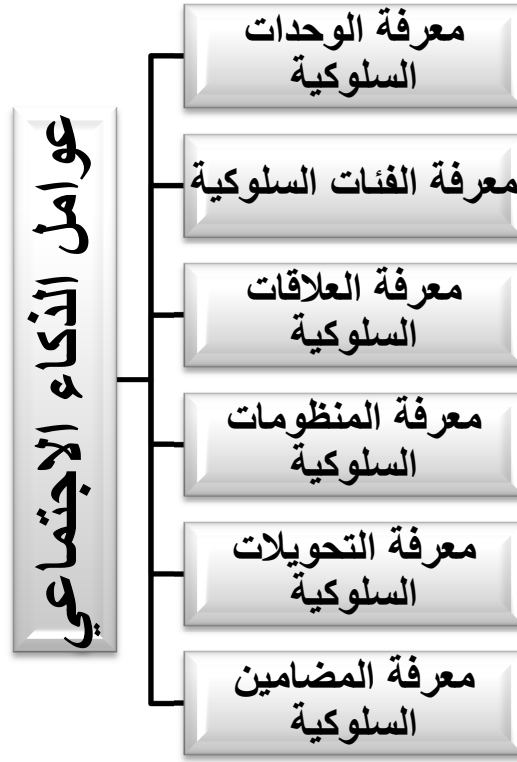 عوامل الذكاء الاجتماعي
معرفة الوحدات
السلوكية
معرفة الفئات السلوكية
معرفة العلاقات
السلوكية
معرفة المنظومات
السلوكية
معرفة التحويلات
السلوكية
معرفة المضامين
السلوكية